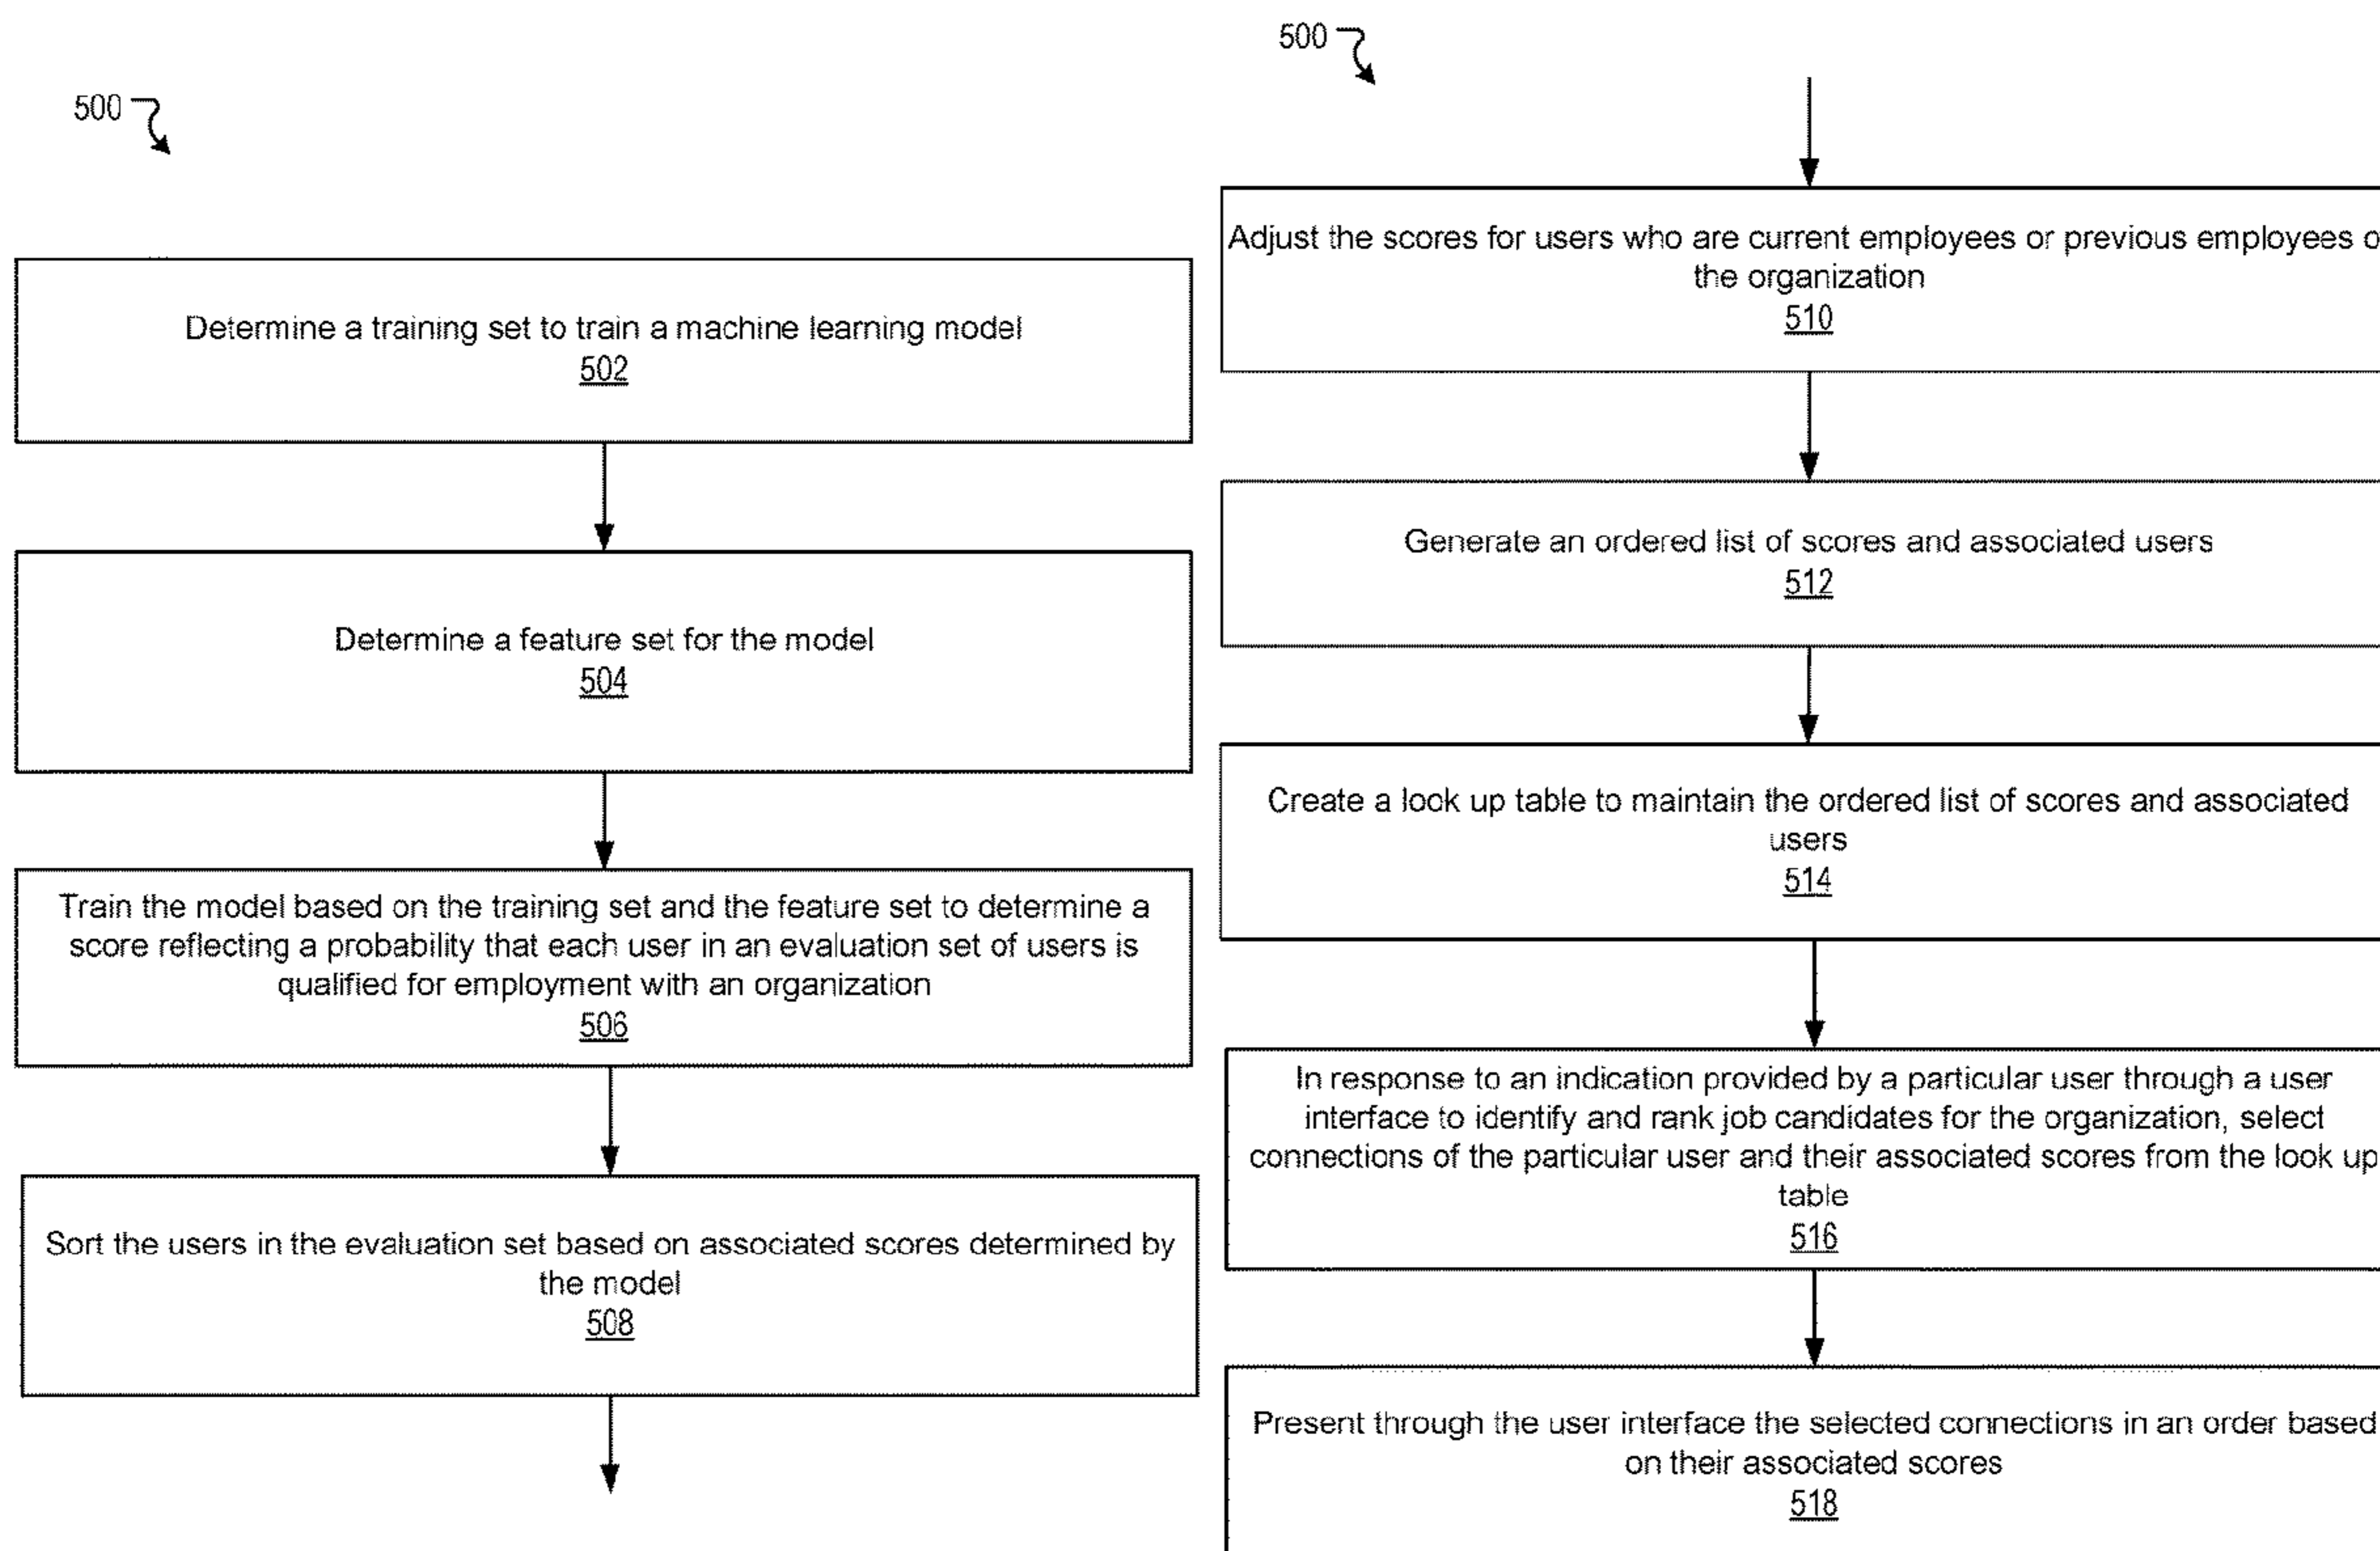 500
Determine a training set to train a machine learning model
502
Determine a feature set for the model
504
Train the model based on the training set and the feature set to determine a
score reflecting a probability that each user in an evaluation set of users is
qualified for employment with an organization
506
Sort the users in the evaluation set based on associated scores determined by
the model
508
500
Adjust the scores for users who are current employees or previous employees
the organization
510
Generate an ordered list of scores and associated users
512
Create a look up table to maintain the ordered list of scores and associated
users
514
In response to an indication provided by a particular user through a user
interface to identify and rank job candidates for the organization, select
connections of the particular user and their associated scores from the look up
table
516
Present through the user interface the selected connections in an order based
on their associated scores
518